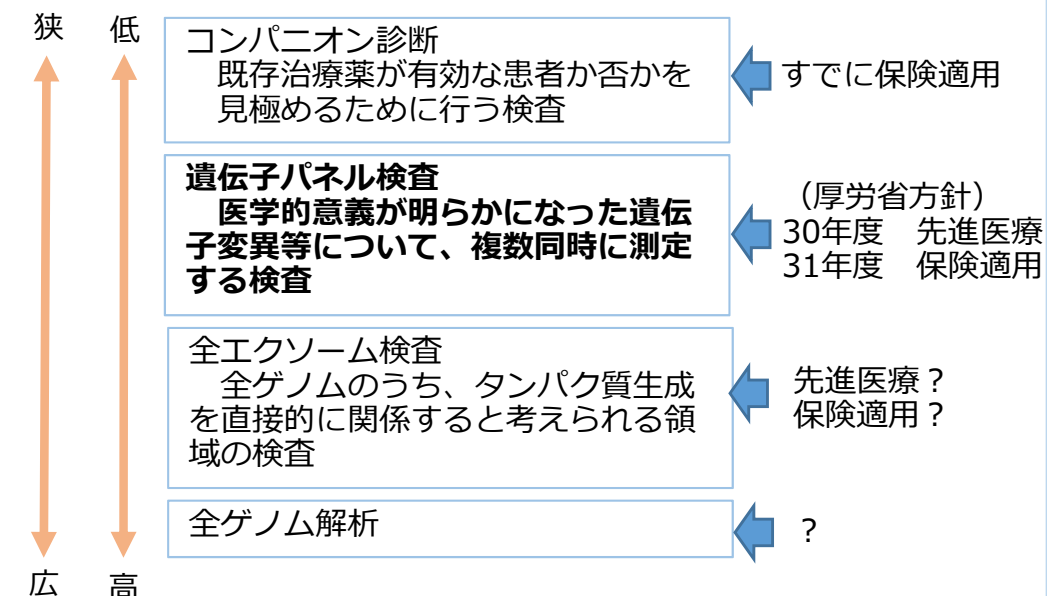 狭
低
コンパニオン診断
既存治療薬が有効な患者か否かを
見極めるために行う検査
すでに保険適用
遺伝子パネル検査
医学的意義が明らかになった遺伝
子変異等について、複数同時に測定
する検査
（厚労省方針）
30年度　先進医療
31年度　保険適用
全エクソーム検査
全ゲノムのうち、タンパク質生成
を直接的に関係すると考えられる領
域の検査
先進医療？
保険適用？
全ゲノム解析
？
広
高